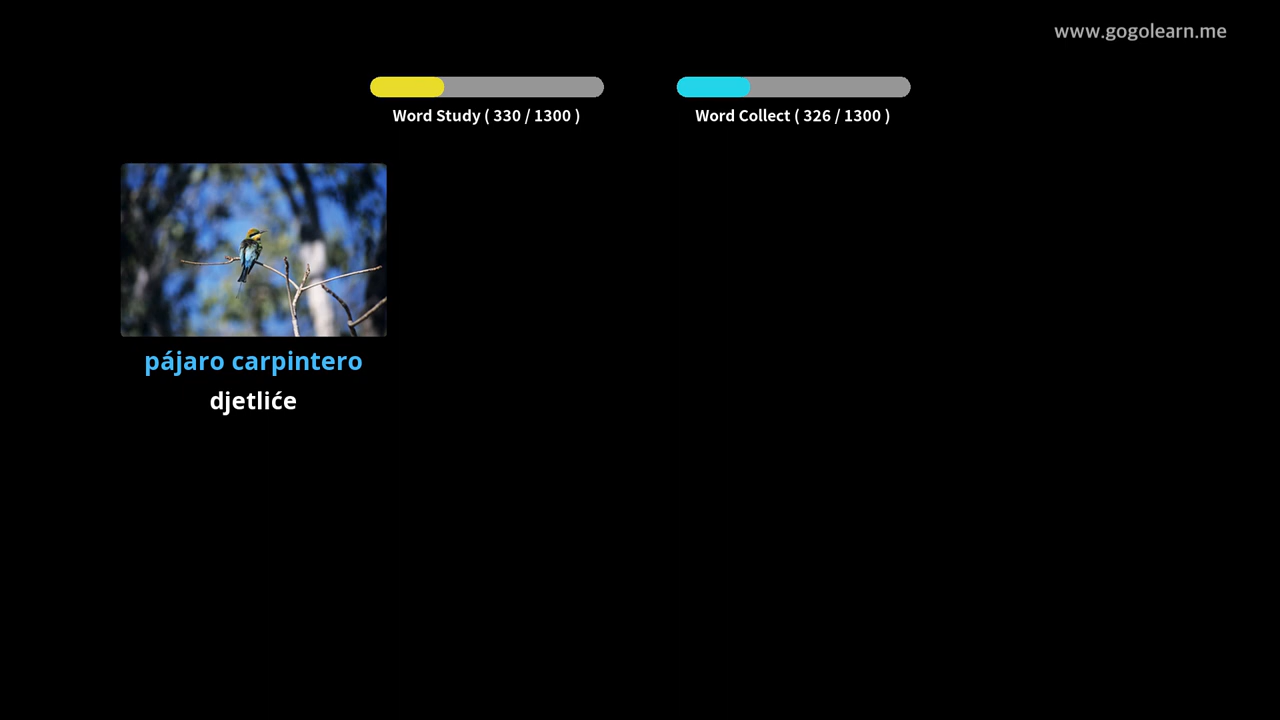 www.gogolearn.me
Word Study ( 330 / 1300 )
Word Collect ( 326 / 1300 )
pájaro carpintero
djetliće